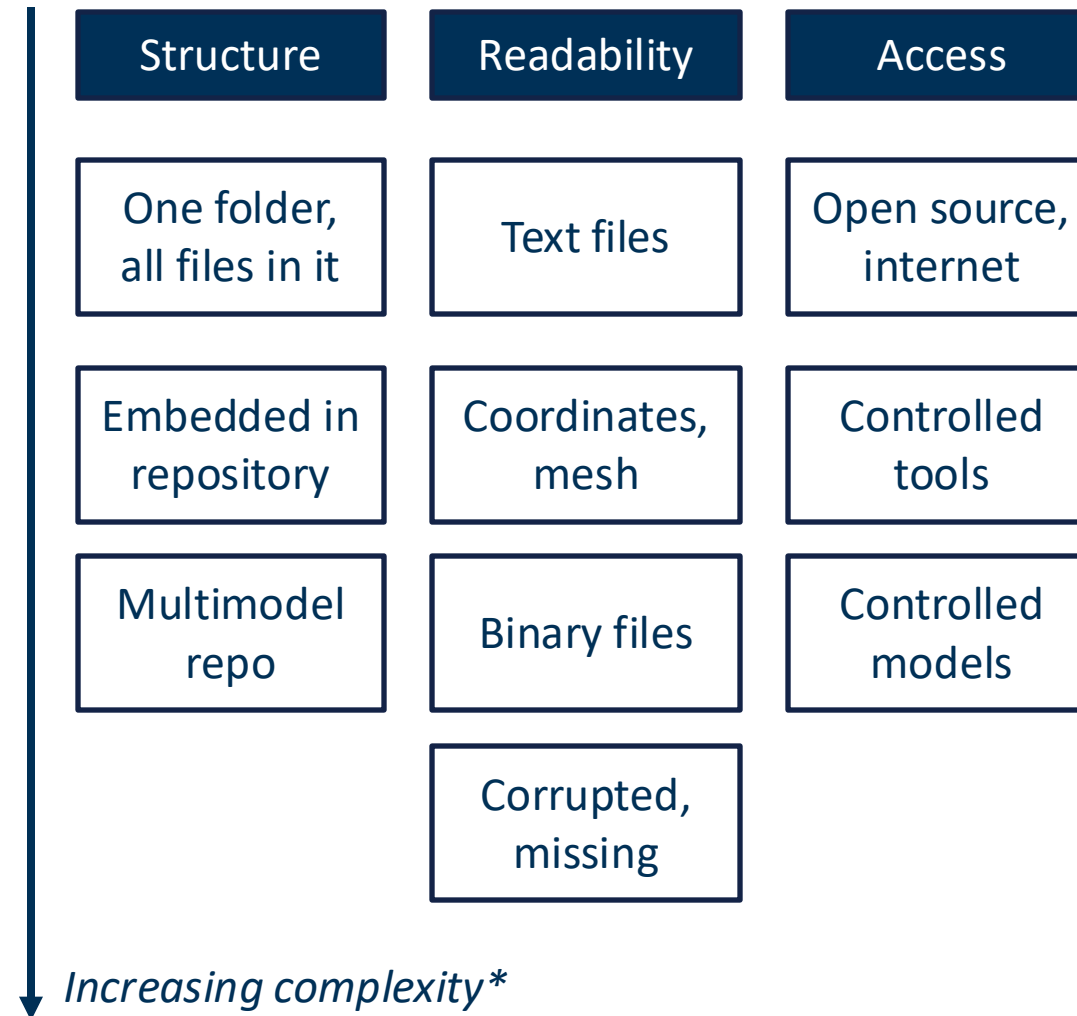 Structure
Readability
Access
One folder,
all files in it
Text files
Open source,
internet
Embedded in
repository
Coordinates,
mesh
Controlled
tools
Multimodel
repo
Binary files
Controlled
models
Corrupted,
missing
Increasing complexity*